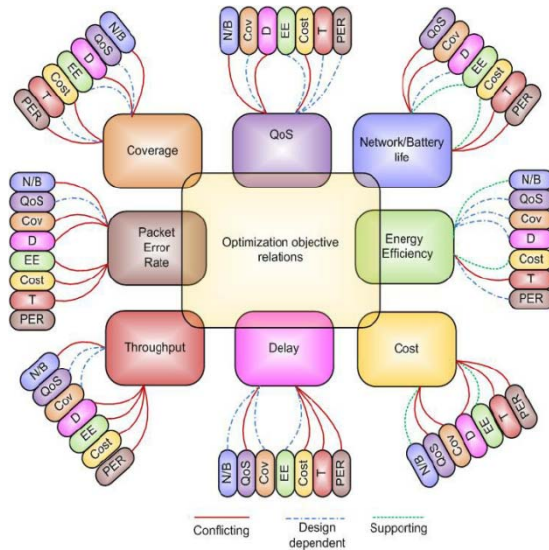 N/B
QoS
D
EE
Cost
T
PER
Coverage
N/B
Cov
D
EE
Cost
T
PER
QoS
QoS
Cov
D
EE
Cost
T
PER
Network/Battery
life
N/B
QoS
Cov
D
EE
Cost
T
PER
Packet
Error
Rate
Optimization objective
relations
Energy
Efficiency
N/B
QoS
Cov
D
Cost
T
PER
Throughput
N/B
QoS
Cov
D
EE
Cost
PER
Delay
N/B
QoS
Cov
EE
Cost
T
PER
Cost
N/B
QoS
Cov
D
EE
T
PER
Conflicting
Design
dependent
Supporting